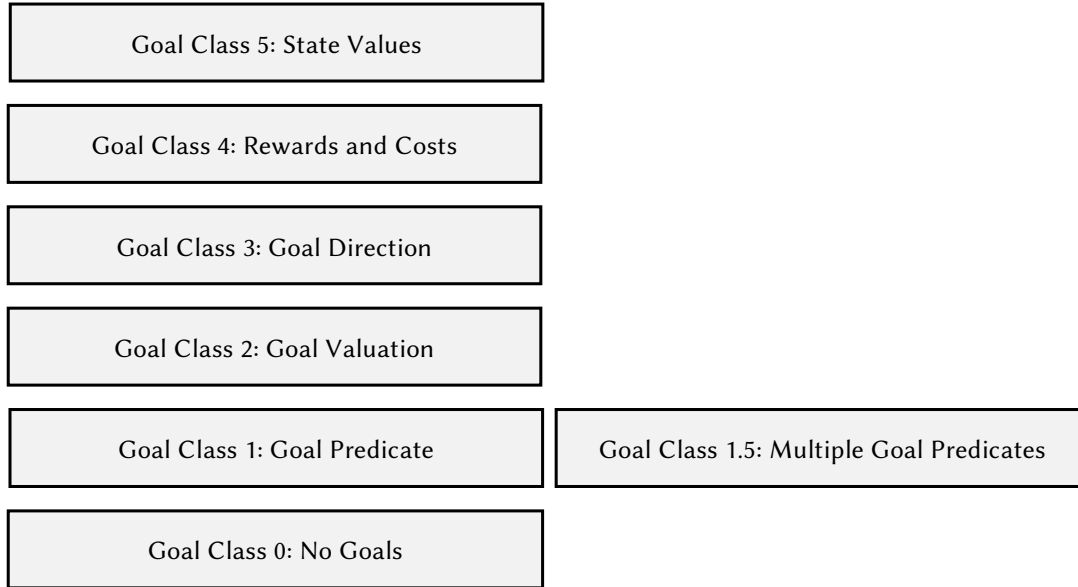 Goal Class 5: State Values
Goal Class 4: Rewards and Costs
Goal Class 3: Goal Direction
Goal Class 2: Goal Valuation
Goal Class 1: Goal Predicate
Goal Class 1.5: Multiple Goal Predicates
Goal Class 0: No Goals